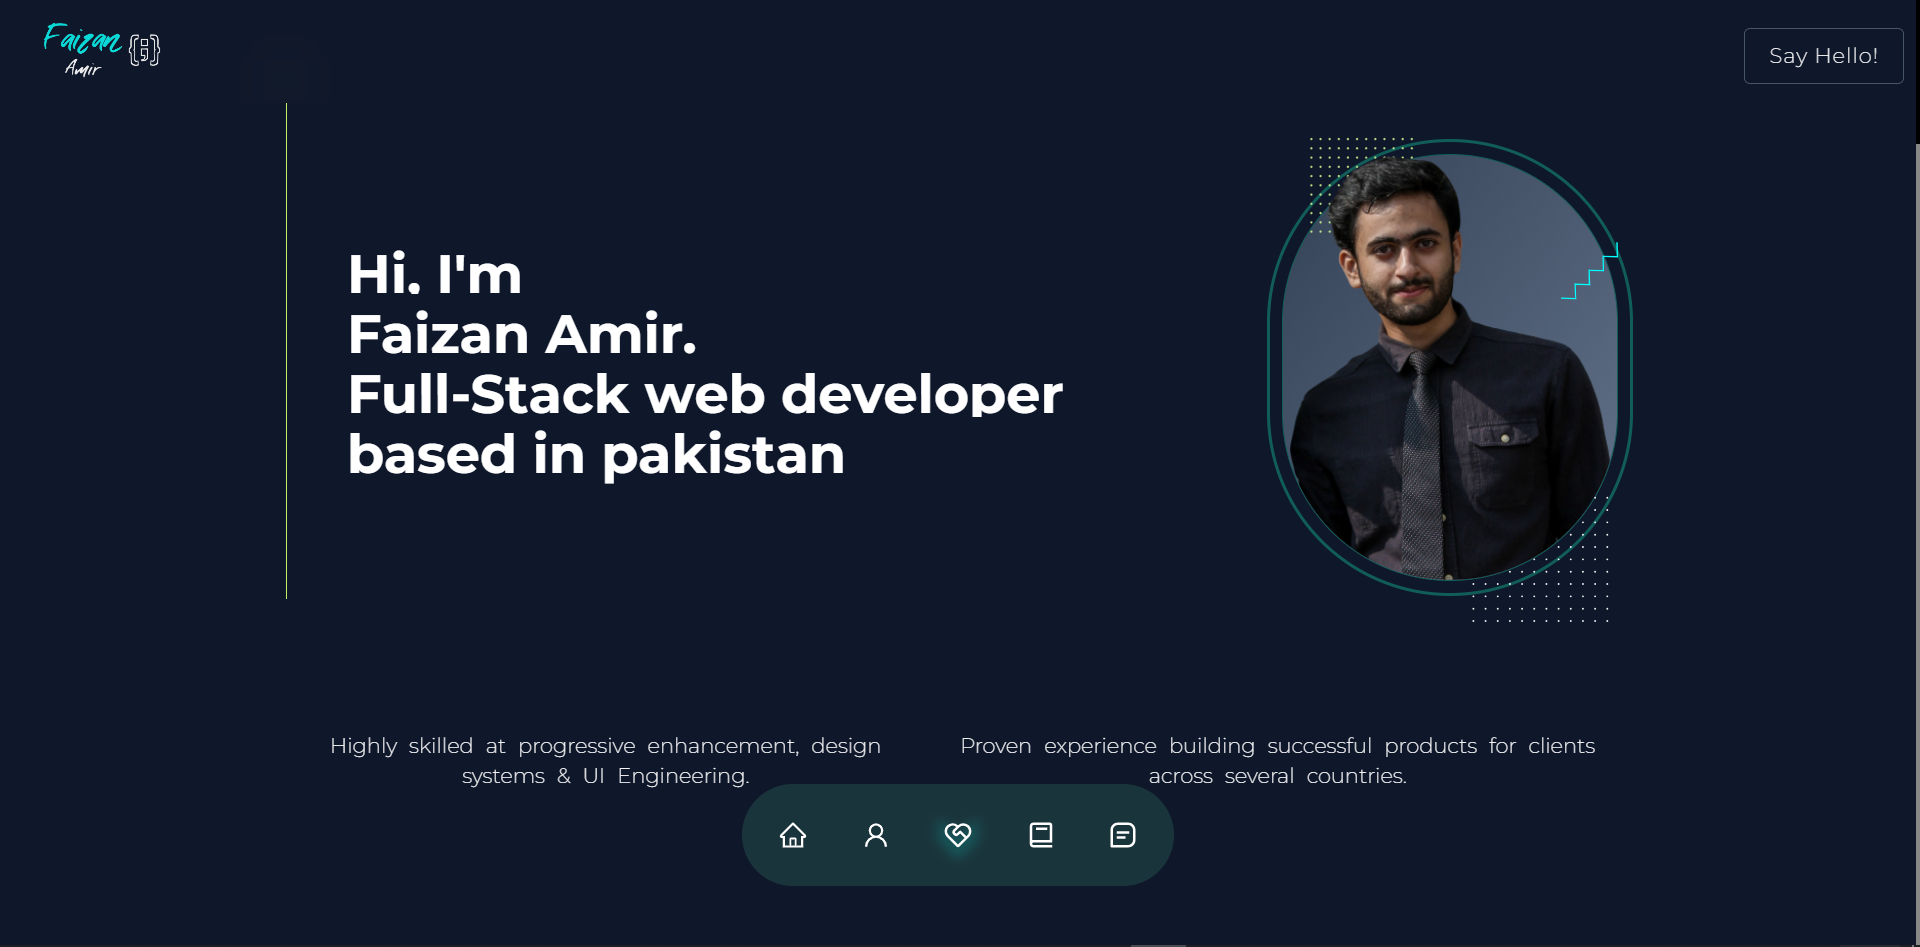 Faizan
Amir
{;}
Say Hello!
Hi, I'm
Faizan Amir.
Full-Stack web developer
based in pakistan
Highly skilled at progressive enhancement, design
systems & UI Engineering.
Proven experience building successful products for clients
across several countries.